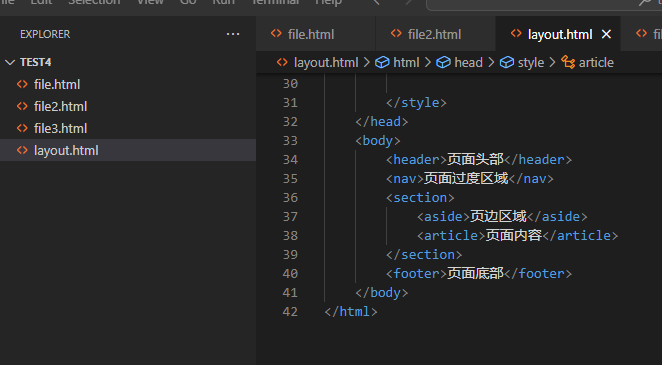 Selection View Go Run Terminal Help
EXPLORER
file.html
file2.html
layout.html
TEST4
layout.html > html > head > style > article
file.html
file2.html
file3.html
layout.html
30
31 </style>
32 </head>
33 <body>
34 <header>页面头部</header>
35 <nav>页面过度区域</nav>
36 <section>
37 <aside>页边区域</aside>
38 <article>页面内容</article>
39 </section>
40 <footer>页面底部</footer>
41 </body>
42 </html>